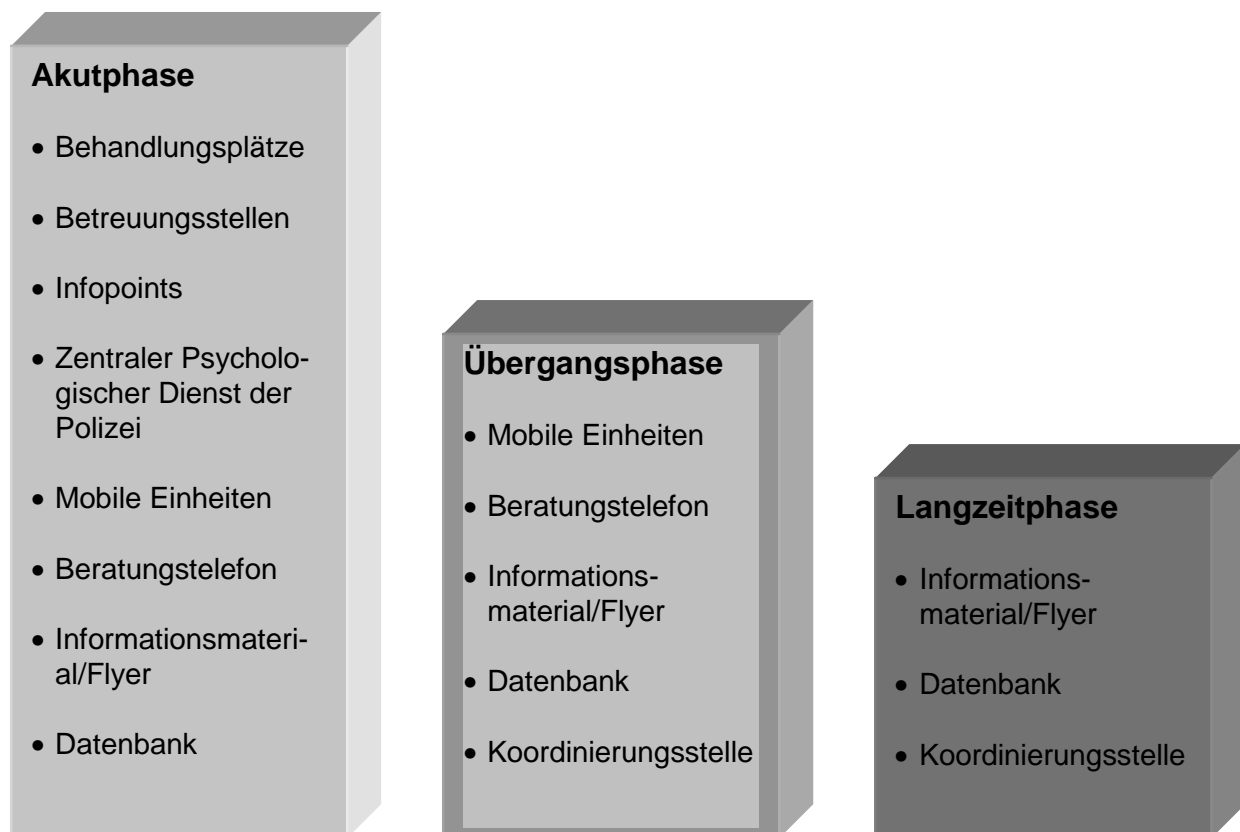 Akutphase
• Behandlungsplätze
• Betreuungsstellen
• Infopoints
• Zentraler Psycholo-
gischer Dienst der
Polizei
• Mobile Einheiten
• Beratungstelefon
• Informationsmateri-
al/Flyer
• Datenbank
Übergangsphase
• Mobile Einheiten
• Beratungstelefon
• Informations-
material/Flyer
• Datenbank
• Koordinierungsstelle
Langzeitphase
• Informations-
material/Flyer
• Datenbank
• Koordinierungsstelle